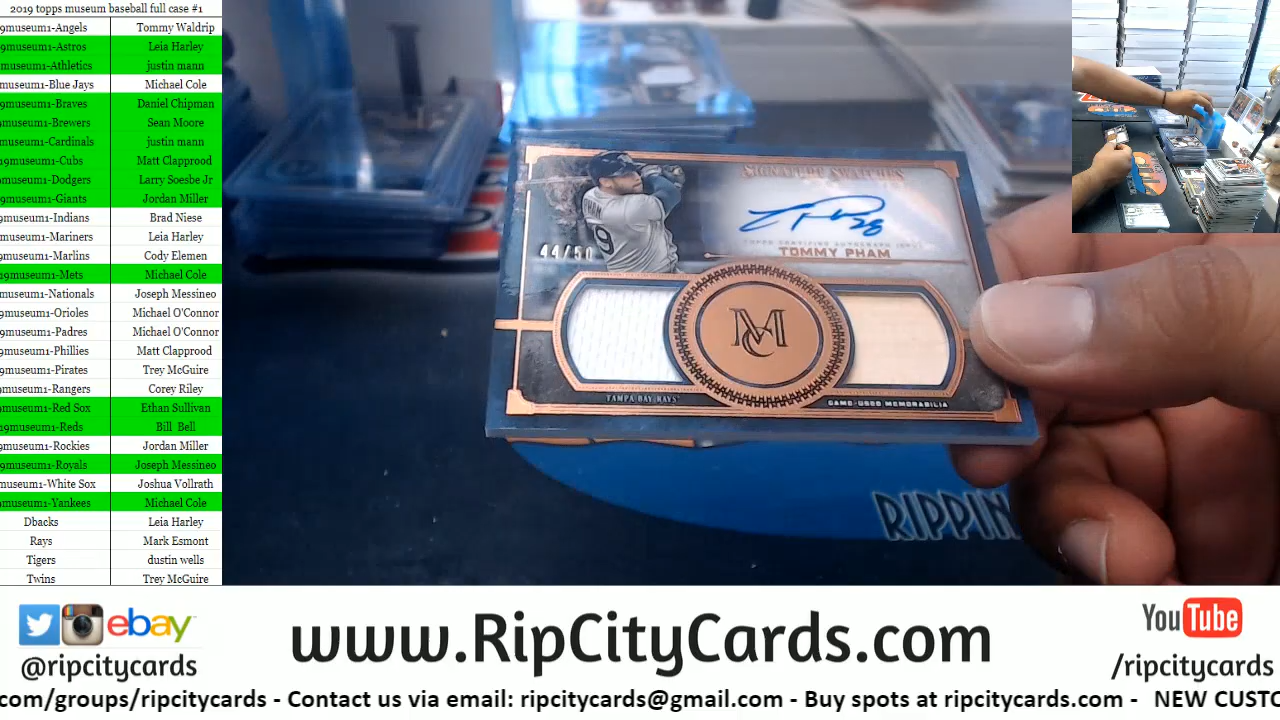 2019 topps museum baseball full case #1
9museum1-Angels Tommy Waldrip
9museum1-Astros Leia Harley
museum1-Athletics justin mann
museum1-Blue Jays Michael Cole
9museum1-Braves Daniel Chipman
museum1-Brewers Sean Moore
museum1-Cardinals justin mann
19museum1-Cubs Matt Clapprood
museum1-Dodgers Larry Soesbe Jr
19museum1-Giants Jordan Miller
museum1-Indians Brad Niese
museum1-Mariners Leia Harley
museum1-Marlins Cody Elemen
19museum1-Mets Michael Cole
museum1-Nationals Joseph Messineo
museum1-Orioles Michael O'Connor
museum1-Padres Michael O'Connor
museum1-Phillies Matt Clapprood
museum1-Pirates Trey McGuire
museum1-Rangers Corey Riley
museum1-Red Sox Ethan Sullivan
19museum1-Reds Bill Bell
museum1-Rockies Jordan Miller
9museum1-Royals Joseph Messineo
museum1-White Sox Joshua Vollrath
museum1-Yankees Michael Cole
Dbacks Leia Harley
Rays Mark Esmont
Tigers dustin wells
Twins Trey McGuire
SIGNATURE SWATCHES
44/50
TOMMY PHAM
MC
TAMPA BAY RAYS
GAME-USED MEMORABILIA
RIPPIN
ebay
@ripcitycards
www.RipCityCards.com
YouTube
/ripcitycards
com/groups/ripcitycards - Contact us via email: ripcitycards@gmail.com - Buy spots at ripcitycards.com - NEW CUSTO